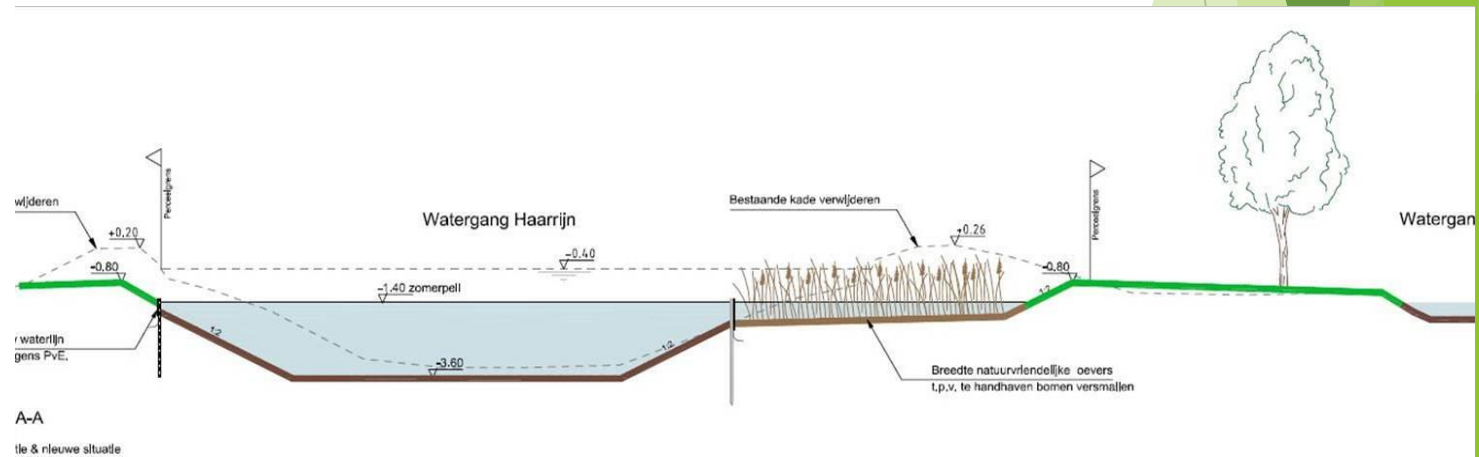 wijderen
+0,20
-0,80
Perceelgrens
Watergang Haarrijn
-0.40
-1.40 zomerpeil
1:2
-3.60
1:2
Bestaande kade verwijderen
+0.26
-0.80
1:2
Perceelgrens
Watergan
waterlijn
gens PvE,
Breedte natuurvriendelijke oevers
t.p.v. te handhaven bomen versmallen
A-A
tie & nieuwe situatie